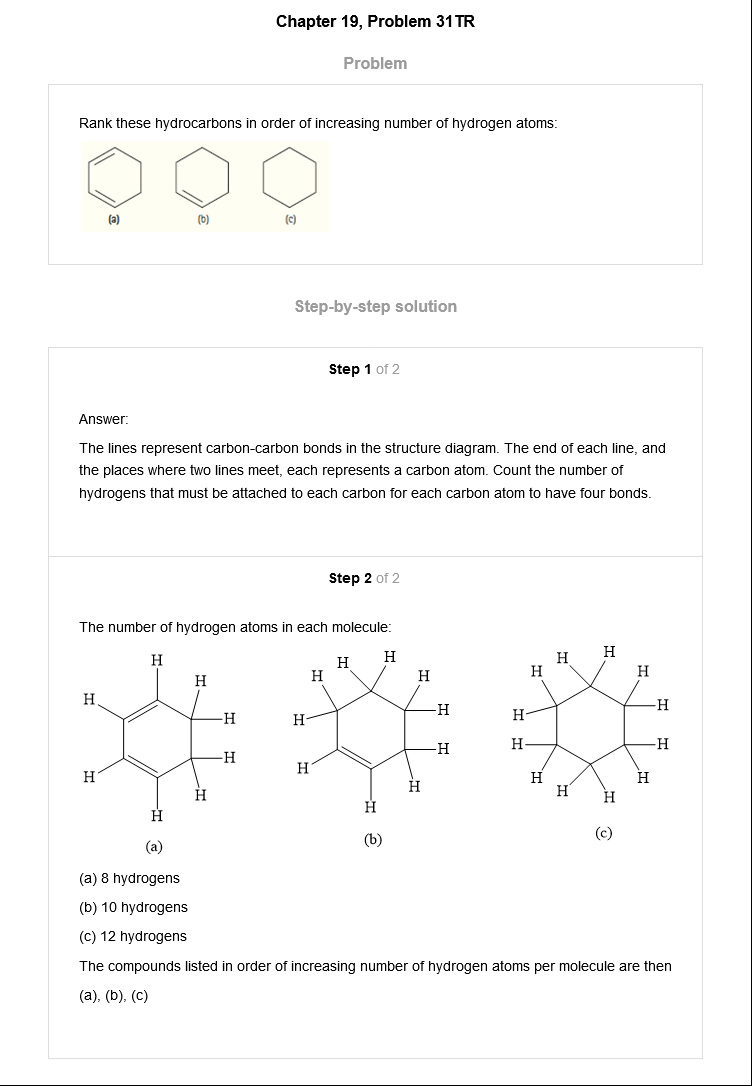 Chapter 19, Problem 31TR
Problem
Rank these hydrocarbons in order of increasing number of hydrogen atoms:
(a) (b) (c)
Step-by-step solution
Step 1 of 2
Answer:
The lines represent carbon-carbon bonds in the structure diagram. The end of each line, and
the places where two lines meet, each represents a carbon atom. Count the number of
hydrogens that must be attached to each carbon for each carbon atom to have four bonds.
Step 2 of 2
The number of hydrogen atoms in each molecule:
H
H
H
H
H
H
H
H
(a)
H
H
H
H
H
H
H
H
H
H
(b)
H
H
H
H
H
H
H
H
H
H
H
H
(c)
(a) 8 hydrogens
(b) 10 hydrogens
(c) 12 hydrogens
The compounds listed in order of increasing number of hydrogen atoms per molecule are then
(a), (b), (c)